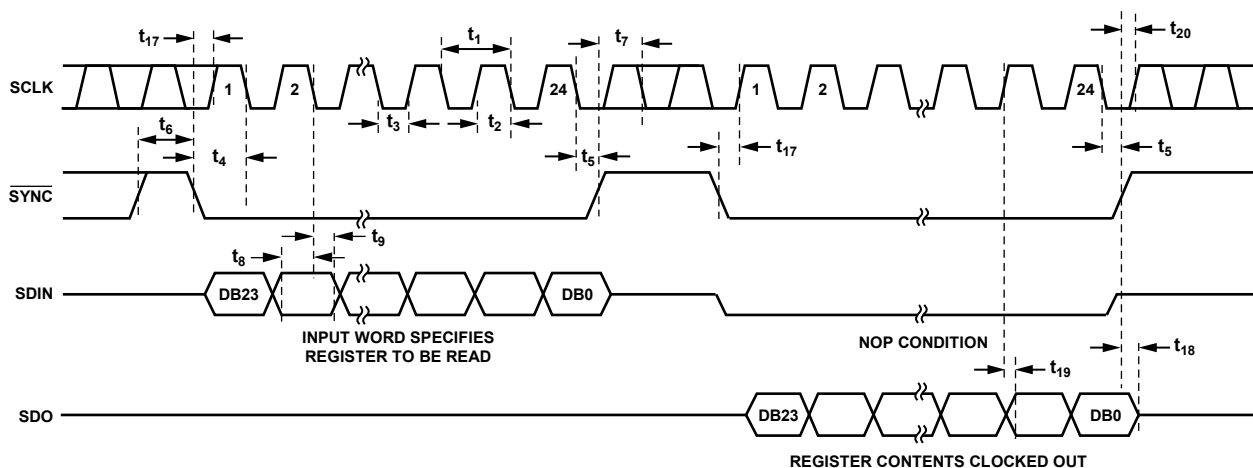 t17
t1
t7
t20
SCLK
1
2
24
1
2
24
t3
t2
t6
t4
t5
t17
t5
SYNC
t8
t9
SDIN
DB23
DB0
INPUT WORD SPECIFIES
REGISTER TO BE READ
NOP CONDITION
t18
t19
SDO
DB23
DB0
REGISTER CONTENTS CLOCKED OUT